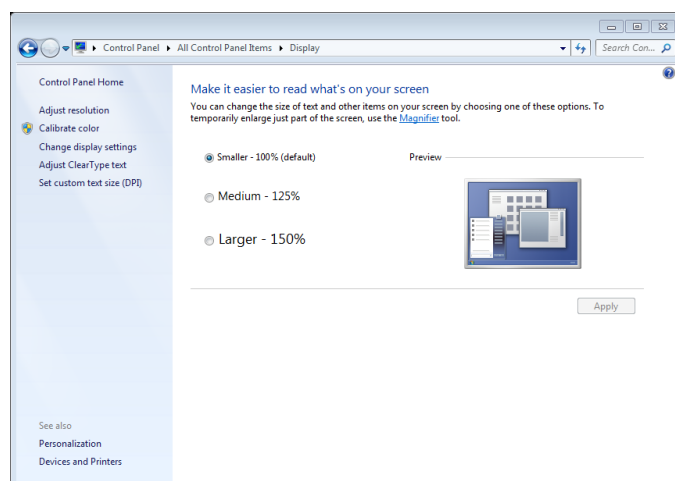 Control Panel ▸ All Control Panel Items ▸ Display
Search Con...
Control Panel Home
Adjust resolution
Calibrate color
Change display settings
Adjust ClearType text
Set custom text size (DPI)
See also
Personalization
Devices and Printers
Make it easier to read what's on your screen
You can change the size of text and other items on your screen by choosing one of these options. To
temporarily enlarge just part of the screen, use the Magnifier tool.
Smaller - 100% (default)
Preview
Medium - 125%
Larger - 150%
Apply